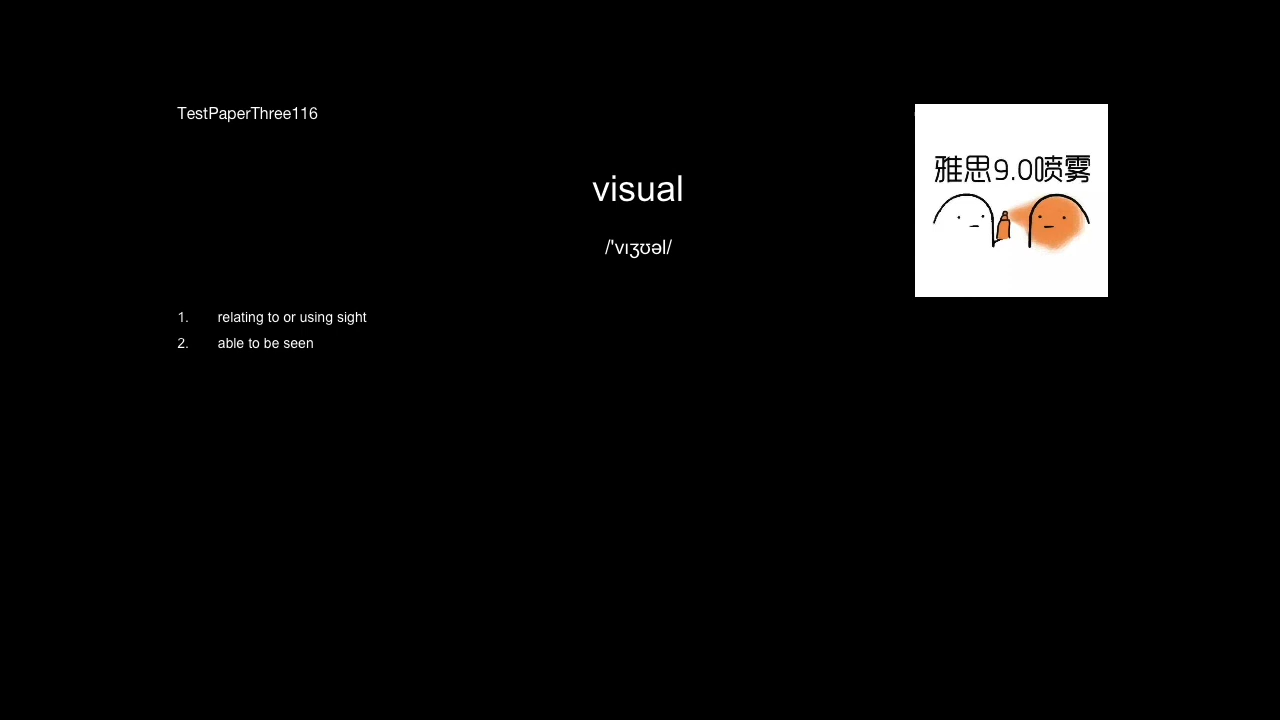 TestPaperThree116
雅思9.0喷雾
visual
/ˈvɪʒʊəl/
1. relating to or using sight
2. able to be seen